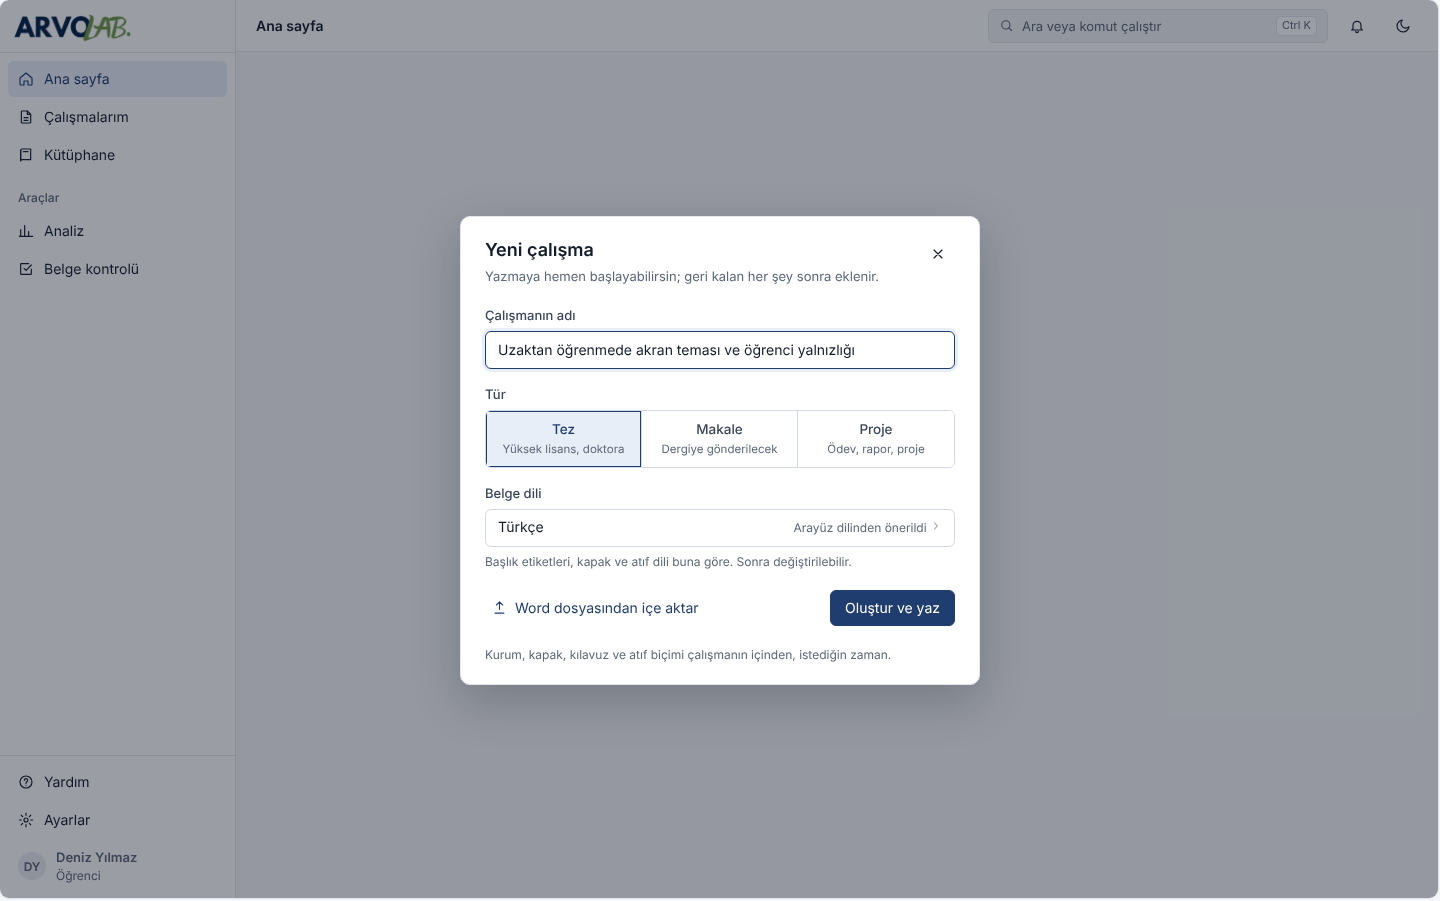 ARVOLAB.
Ana sayfa
Ara veya komut çalıştır
Ctrl K
Ana sayfa
Çalışmalarım
Kütüphane
Araçlar
Analiz
Belge kontrolü
Yeni çalışma
Yazmaya hemen başlayabilirsin; geri kalan her şey sonra eklenir.
Çalışmanın adı
Uzaktan öğrenmede akran teması ve öğrenci yalnızlığı
Tür
Tez
Yüksek lisans, doktora
Makale
Dergiye gönderilecek
Proje
Ödev, rapor, proje
Belge dili
Türkçe
Arayüz dilinden önerildi
Başlık etiketleri, kapak ve atıf dili buna göre. Sonra değiştirilebilir.
Word dosyasından içe aktar
Oluştur ve yaz
Kurum, kapak, kılavuz ve atıf biçimi çalışmanın içinden, istediğin zaman.
Yardım
Ayarlar
DY
Deniz Yılmaz
Öğrenci